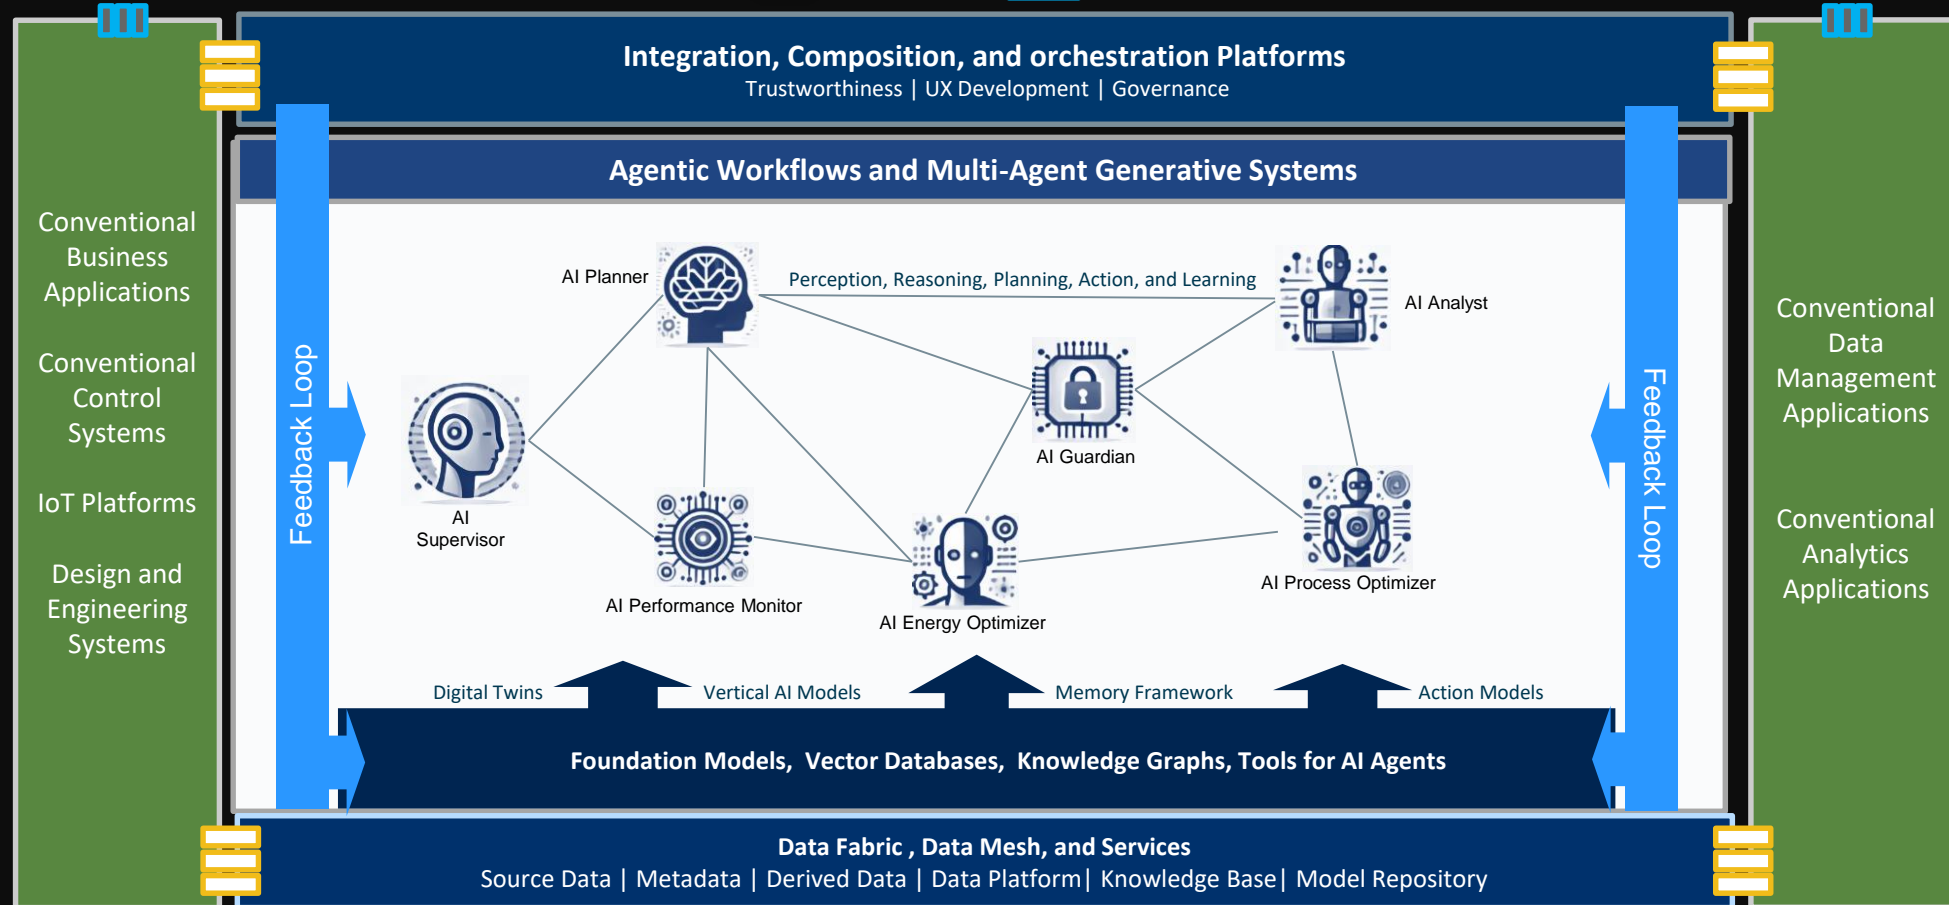 Integration, Composition, and orchestration Platforms
Trustworthiness | UX Development | Governance
Agentic Workflows and Multi-Agent Generative Systems
Conventional
Business
Applications
Conventional
Control
Systems
IoT Platforms
Design and
Engineering
Systems
Feedback Loop
AI Planner
Perception, Reasoning, Planning, Action, and Learning
AI Analyst
AI Guardian
AI
Supervisor
AI Performance Monitor
AI Energy Optimizer
AI Process Optimizer
Feedback Loop
Conventional
Data
Management
Applications
Conventional
Analytics
Applications
Digital Twins
Vertical AI Models
Memory Framework
Action Models
Foundation Models,  Vector Databases,  Knowledge Graphs, Tools for AI Agents
Data Fabric , Data Mesh, and Services
Source Data | Metadata | Derived Data | Data Platform| Knowledge Base| Model Repository